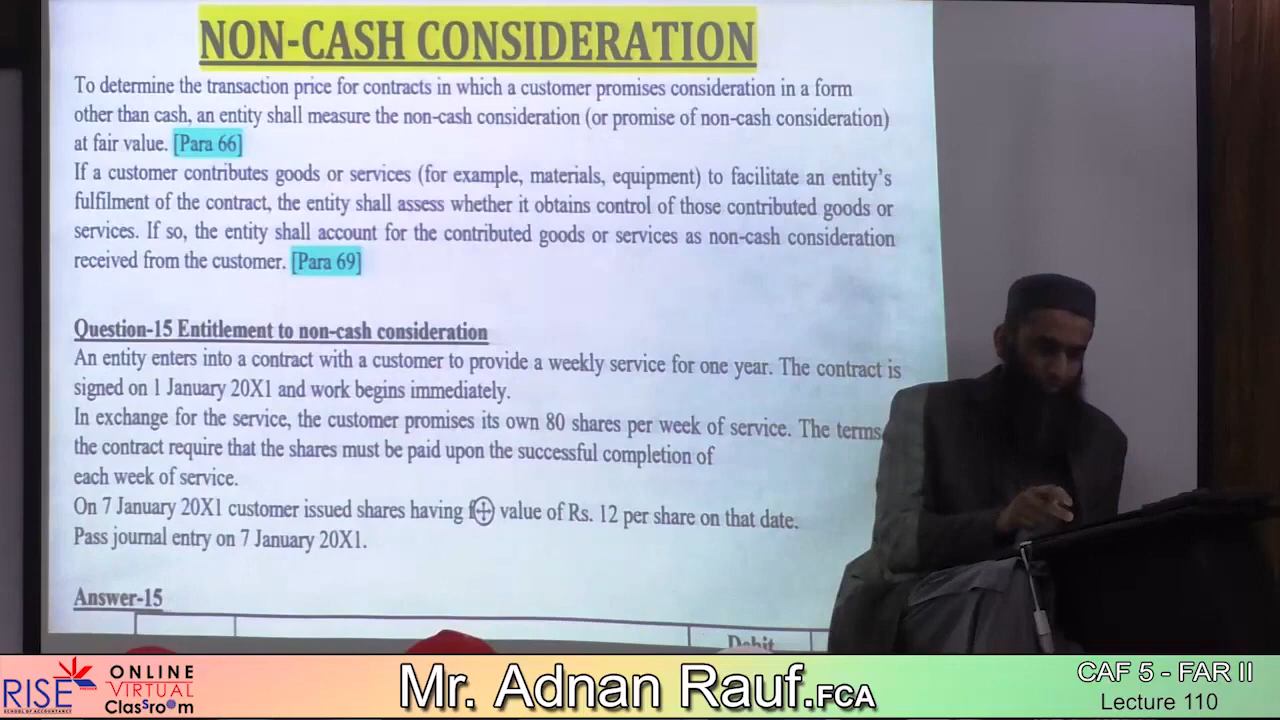 NON-CASH CONSIDERATION
To determine the transaction price for contracts in which a customer promises consideration in a form
other than cash, an entity shall measure the non-cash consideration (or promise of non-cash consideration)
at fair value. [Para 66]
If a customer contributes goods or services (for example, materials, equipment) to facilitate an entity's
fulfilment of the contract, the entity shall assess whether it obtains control of those contributed goods or
services. If so, the entity shall account for the contributed goods or services as non-cash consideration
received from the customer. [Para 69]
Question-15 Entitlement to non-cash consideration
An entity enters into a contract with a customer to provide a weekly service for one year. The contract is
signed on 1 January 20X1 and work begins immediately.
In exchange for the service, the customer promises its own 80 shares per week of service. The terms
the contract require that the shares must be paid upon the successful completion of
each week of service.
On 7 January 20X1 customer issued shares having value of Rs. 12 per share on that date.
Pass journal entry on 7 January 20X1.
Answer-15
Debit
RISE
SCHOOL OF ACCOUNTANCY
ONLINE
VIRTUAL
Classroom
Mr. Adnan Rauf.FCA
CAF 5 - FAR II
Lecture 110